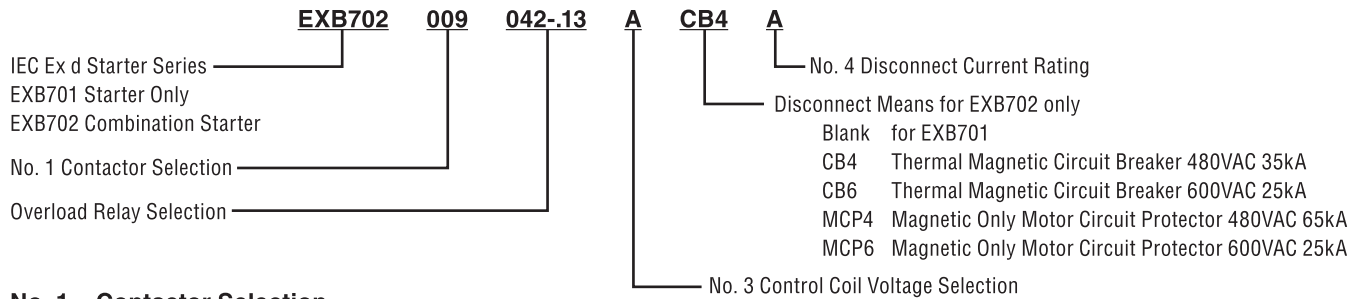 EXB702 009 042-.13 A CB4 A
IEC Ex d Starter Series
EXB701 Starter Only
EXB702 Combination Starter
No. 1 Contactor Selection
Overload Relay Selection
No. 4 Disconnect Current Rating
Disconnect Means for EXB702 only
Blank for EXB701
CB4 Thermal Magnetic Circuit Breaker 480VAC 35kA
CB6 Thermal Magnetic Circuit Breaker 600VAC 25kA
MCP4 Magnetic Only Motor Circuit Protector 480VAC 65kA
MCP6 Magnetic Only Motor Circuit Protector 600VAC 25kA
No. 3 Control Coil Voltage Selection
No. 1 Contactor Selection